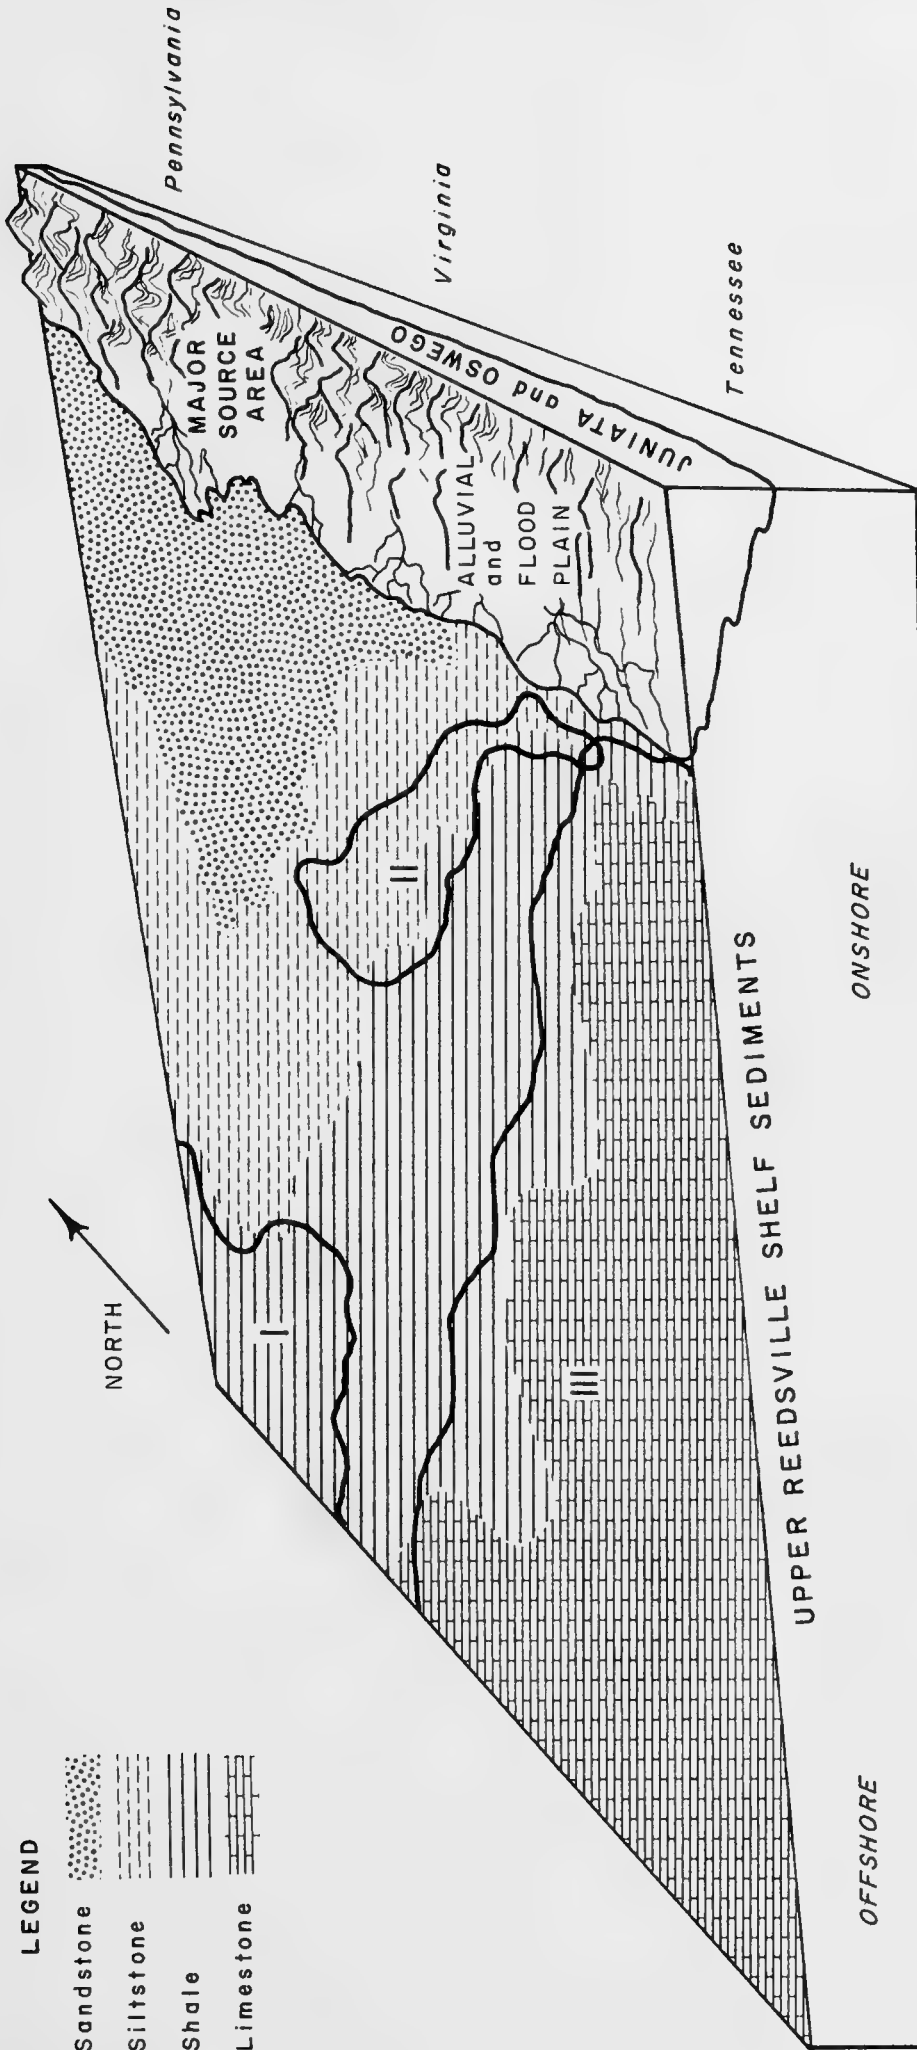 LEGEND
Sandstone
Siltstone
Shale
Limestone
NORTH
I
II
III
MAJOR
SOURCE
AREA
ALLUVIAL
and
FLOOD
PLAIN
JUNIATA and OSWEGO
Pennsylvania
Virginia
Tennessee
UPPER REEDSVILLE SHELF SEDIMENTS
OFFSHORE
ONSHORE